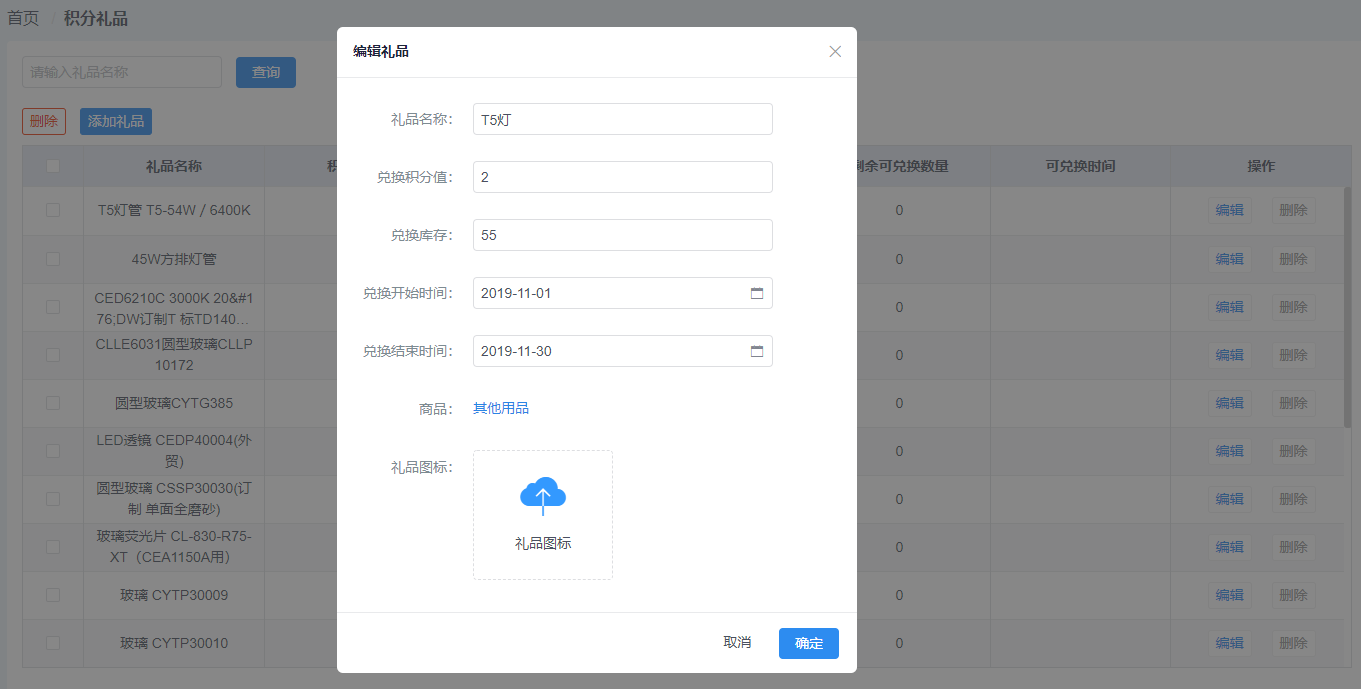 首页 / 积分礼品
请输入礼品名称 查询
删除 添加礼品
礼品名称 剩余可兑换数量 可兑换时间 操作
T5灯管 T5-54W / 6400K 0 编辑 删除
45W方排灯管 0 编辑 删除
CED6210C 3000K 20&#1
76;DW订制T 标TD140... 0 编辑 删除
CLLE6031圆型玻璃CLLP
10172 0 编辑 删除
圆型玻璃CYTG385 0 编辑 删除
LED透镜 CEDP40004(外
贸) 0 编辑 删除
圆型玻璃 CSSP30030(订
制 单面全磨砂) 0 编辑 删除
玻璃荧光片 CL-830-R75-
XT（CEA1150A用） 0 编辑 删除
玻璃 CYTP30009 0 编辑 删除
玻璃 CYTP30010 0 编辑 删除
编辑礼品
礼品名称： T5灯
兑换积分值： 2
兑换库存： 55
兑换开始时间： 2019-11-01
兑换结束时间： 2019-11-30
商品： 其他用品
礼品图标：
礼品图标
取消 确定